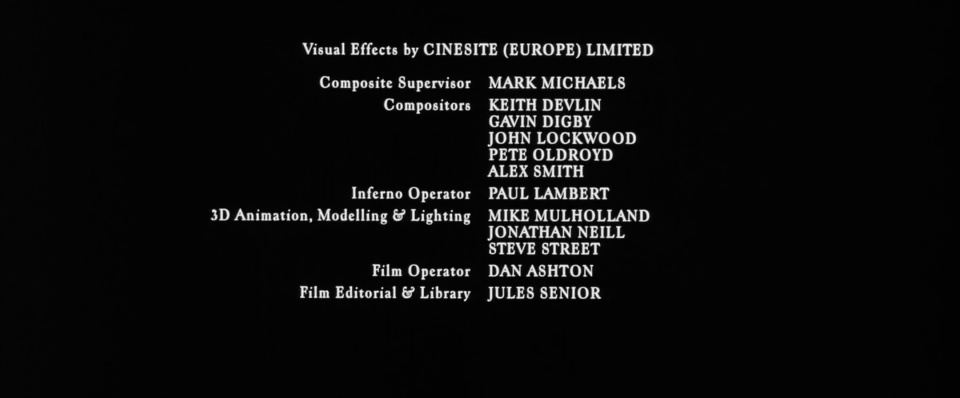 Visual Effects by CINESITE (EUROPE) LIMITED
Composite Supervisor MARK MICHAELS
Compositors KEITH DEVLIN
GAVIN DIGBY
JOHN LOCKWOOD
PETE OLDROYD
ALEX SMITH
Inferno Operator PAUL LAMBERT
3D Animation, Modelling & Lighting MIKE MULHOLLAND
JONATHAN NEILL
STEVE STREET
Film Operator DAN ASHTON
Film Editorial & Library JULES SENIOR